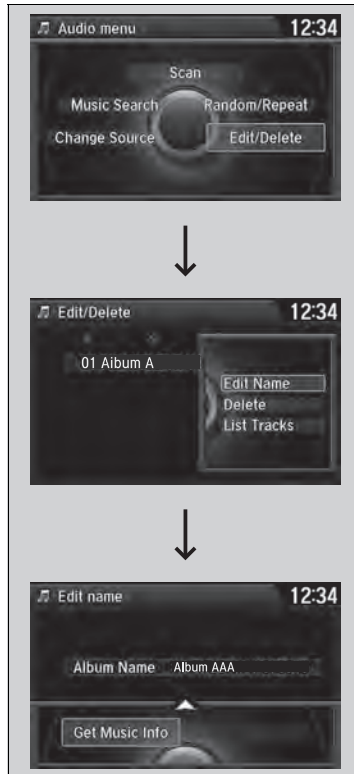 Audio menu 12:34
Scan
Music Search Random/Repeat
Change Source Edit/Delete
Edit/Delete 12:34
01 Aibum A
Edit Name
Delete
List Tracks
Edit name 12:34
Album Name Album AAA
Get Music Info